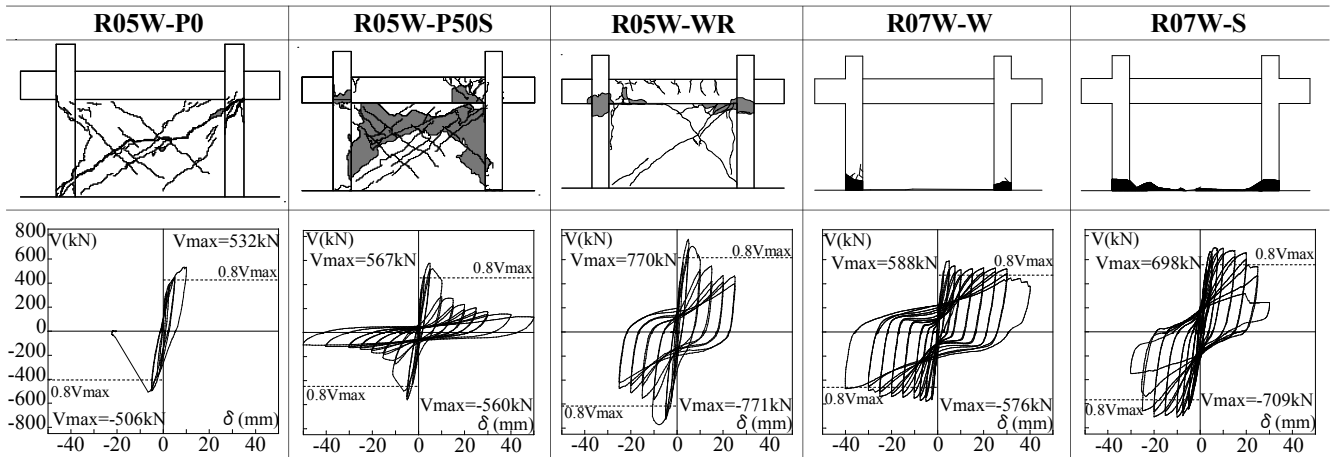 R05W-P0 R05W-P50S R05W-WR R07W-W R07W-S
800 V(kN) Vmax=532kN
600
0.8Vmax
400
200
0
-200
-400
0.8Vmax
-600
Vmax=-506kN
-800 δ (mm)
-40 -20 0 20 40
V(kN)
Vmax=567kN 0.8Vmax
0.8Vmax
Vmax=-560kN
δ (mm)
-40 -20 0 20 40
V(kN)
Vmax=770kN 0.8Vmax
0.8Vmax Vmax=-771kN
δ (mm)
-40 -20 0 20 40
V(kN)
Vmax=588kN 0.8Vmax
0.8Vmax Vmax=-576kN
δ (mm)
-40 -20 0 20 40
V(kN)
Vmax=698kN 0.8Vmax
0.8Vmax Vmax=-709kN
δ (mm)
-40 -20 0 20 40